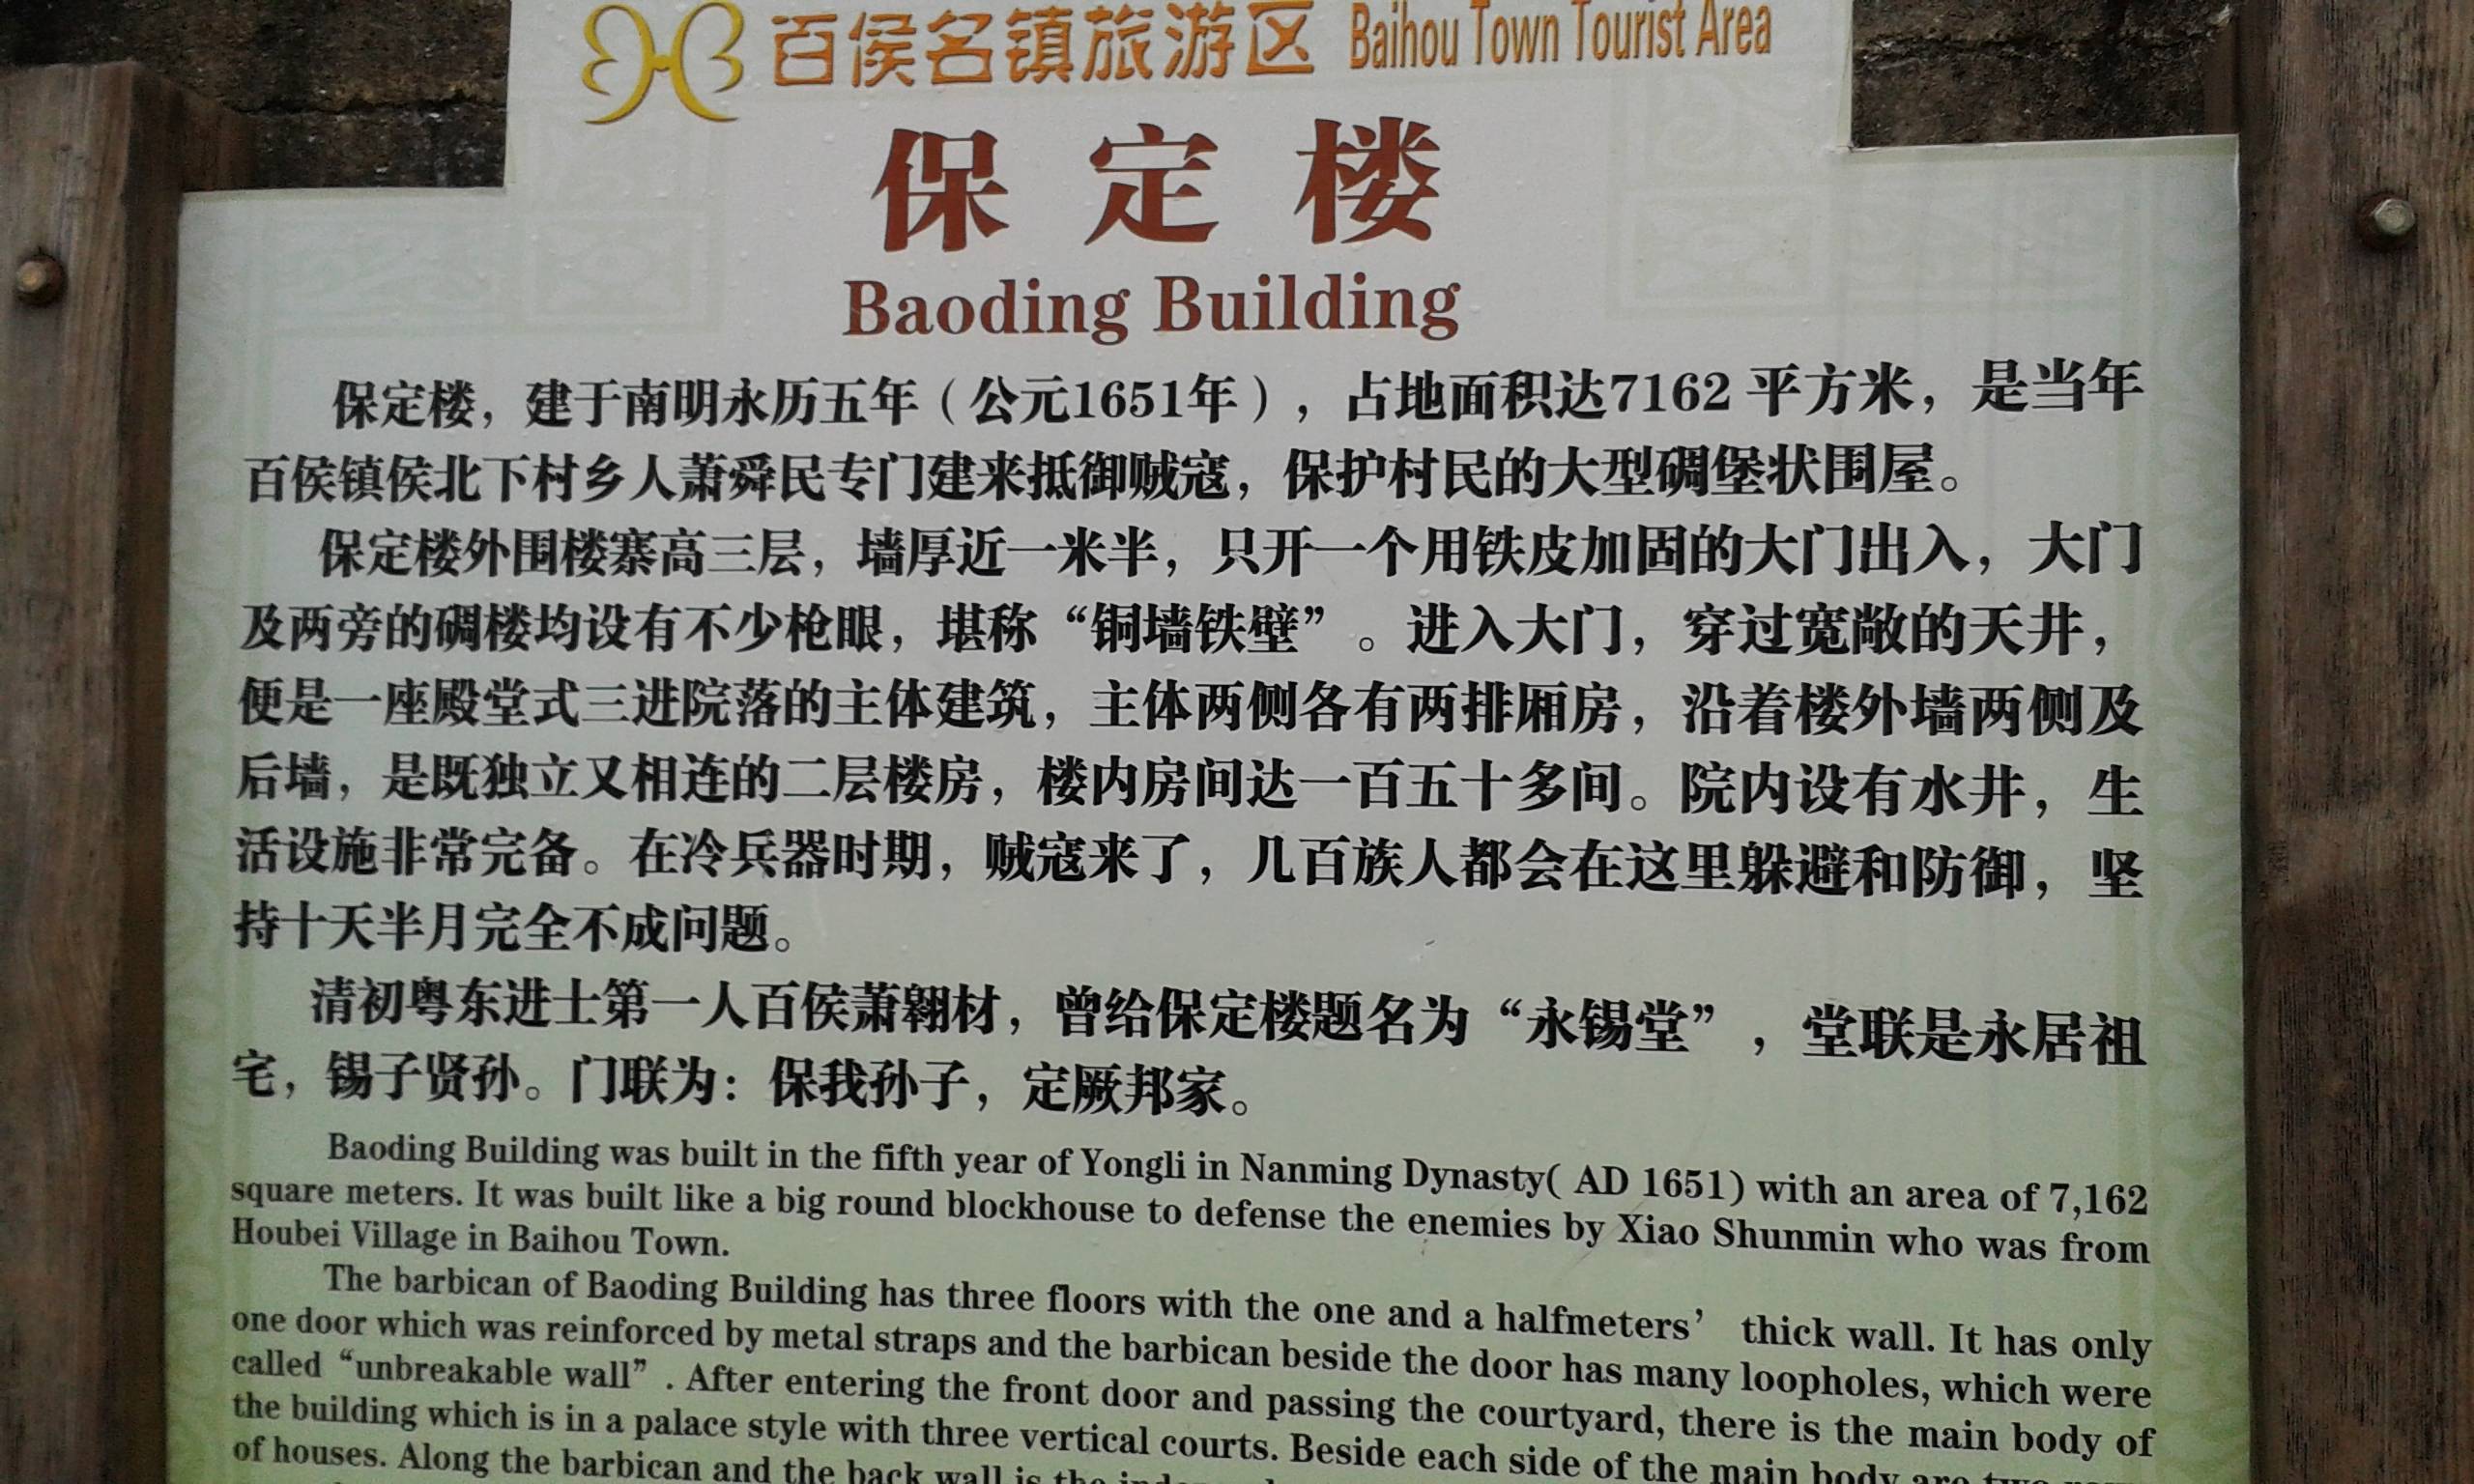 百侯名镇旅游区 Baihou Town Tourist Area
保定楼
Baoding Building
保定楼，建于南明永历五年（公元1651年），占地面积达7162平方米，是当年
百侯镇侯北下村乡人萧舜民专门建来抵御贼寇，保护村民的大型碉堡状围屋。
保定楼外围楼寨高三层，墙厚近一米半，只开一个用铁皮加固的大门出入，大门
及两旁的碉楼均设有不少枪眼，堪称“铜墙铁壁”。进入大门，穿过宽敞的天井，
便是一座殿堂式三进院落的主体建筑，主体两侧各有两排厢房，沿着楼外墙两侧及
后墙，是既独立又相连的二层楼房，楼内房间达一百五十多间。院内设有水井，生
活设施非常完备。在冷兵器时期，贼寇来了，几百族人都会在这里躲避和防御，坚
持十天半月完全不成问题。
清初粤东进士第一人百侯萧翱材，曾给保定楼题名为“永锡堂”，堂联是永居祖
宅，锡子贤孙。门联为：保我孙子，定厥邦家。
Baoding Building was built in the fifth year of Yongli in Nanming Dynasty( AD 1651) with an area of 7,162
square meters. It was built like a big round blockhouse to defense the enemies by Xiao Shunmin who was from
Houbei Village in Baihou Town.
The barbican of Baoding Building has three floors with the one and a halfmeters’ thick wall. It has only
one door which was reinforced by metal straps and the barbican beside the door has many loopholes, which were
called “unbreakable wall”. After entering the front door and passing the courtyard, there is the main body of
the building which is in a palace style with three vertical courts. Beside each side of the main body are two
of houses. Along the barbican and the back wall is the